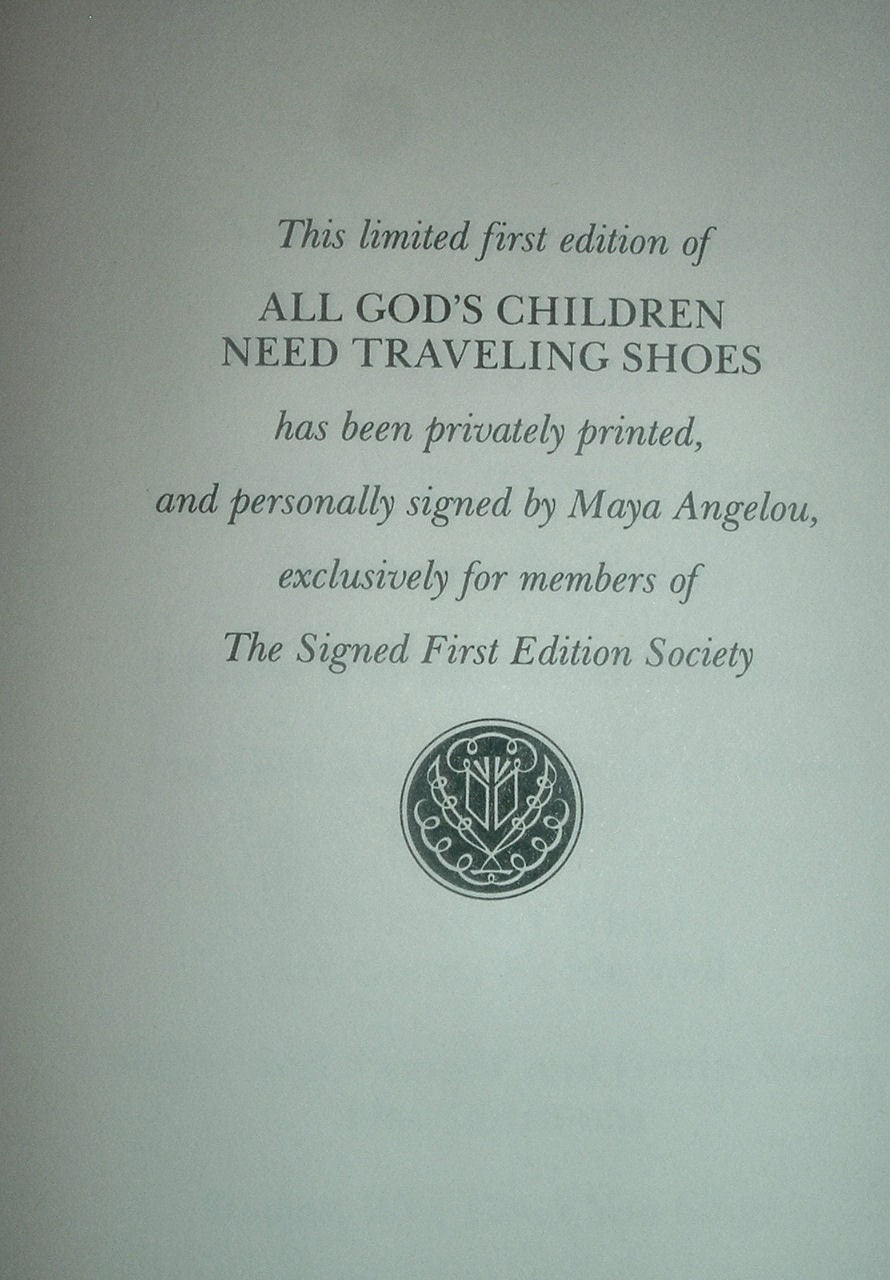 This limited first edition of
ALL GOD'S CHILDREN
NEED TRAVELING SHOES
has been privately printed,
and personally signed by Maya Angelou,
exclusively for members of
The Signed First Edition Society